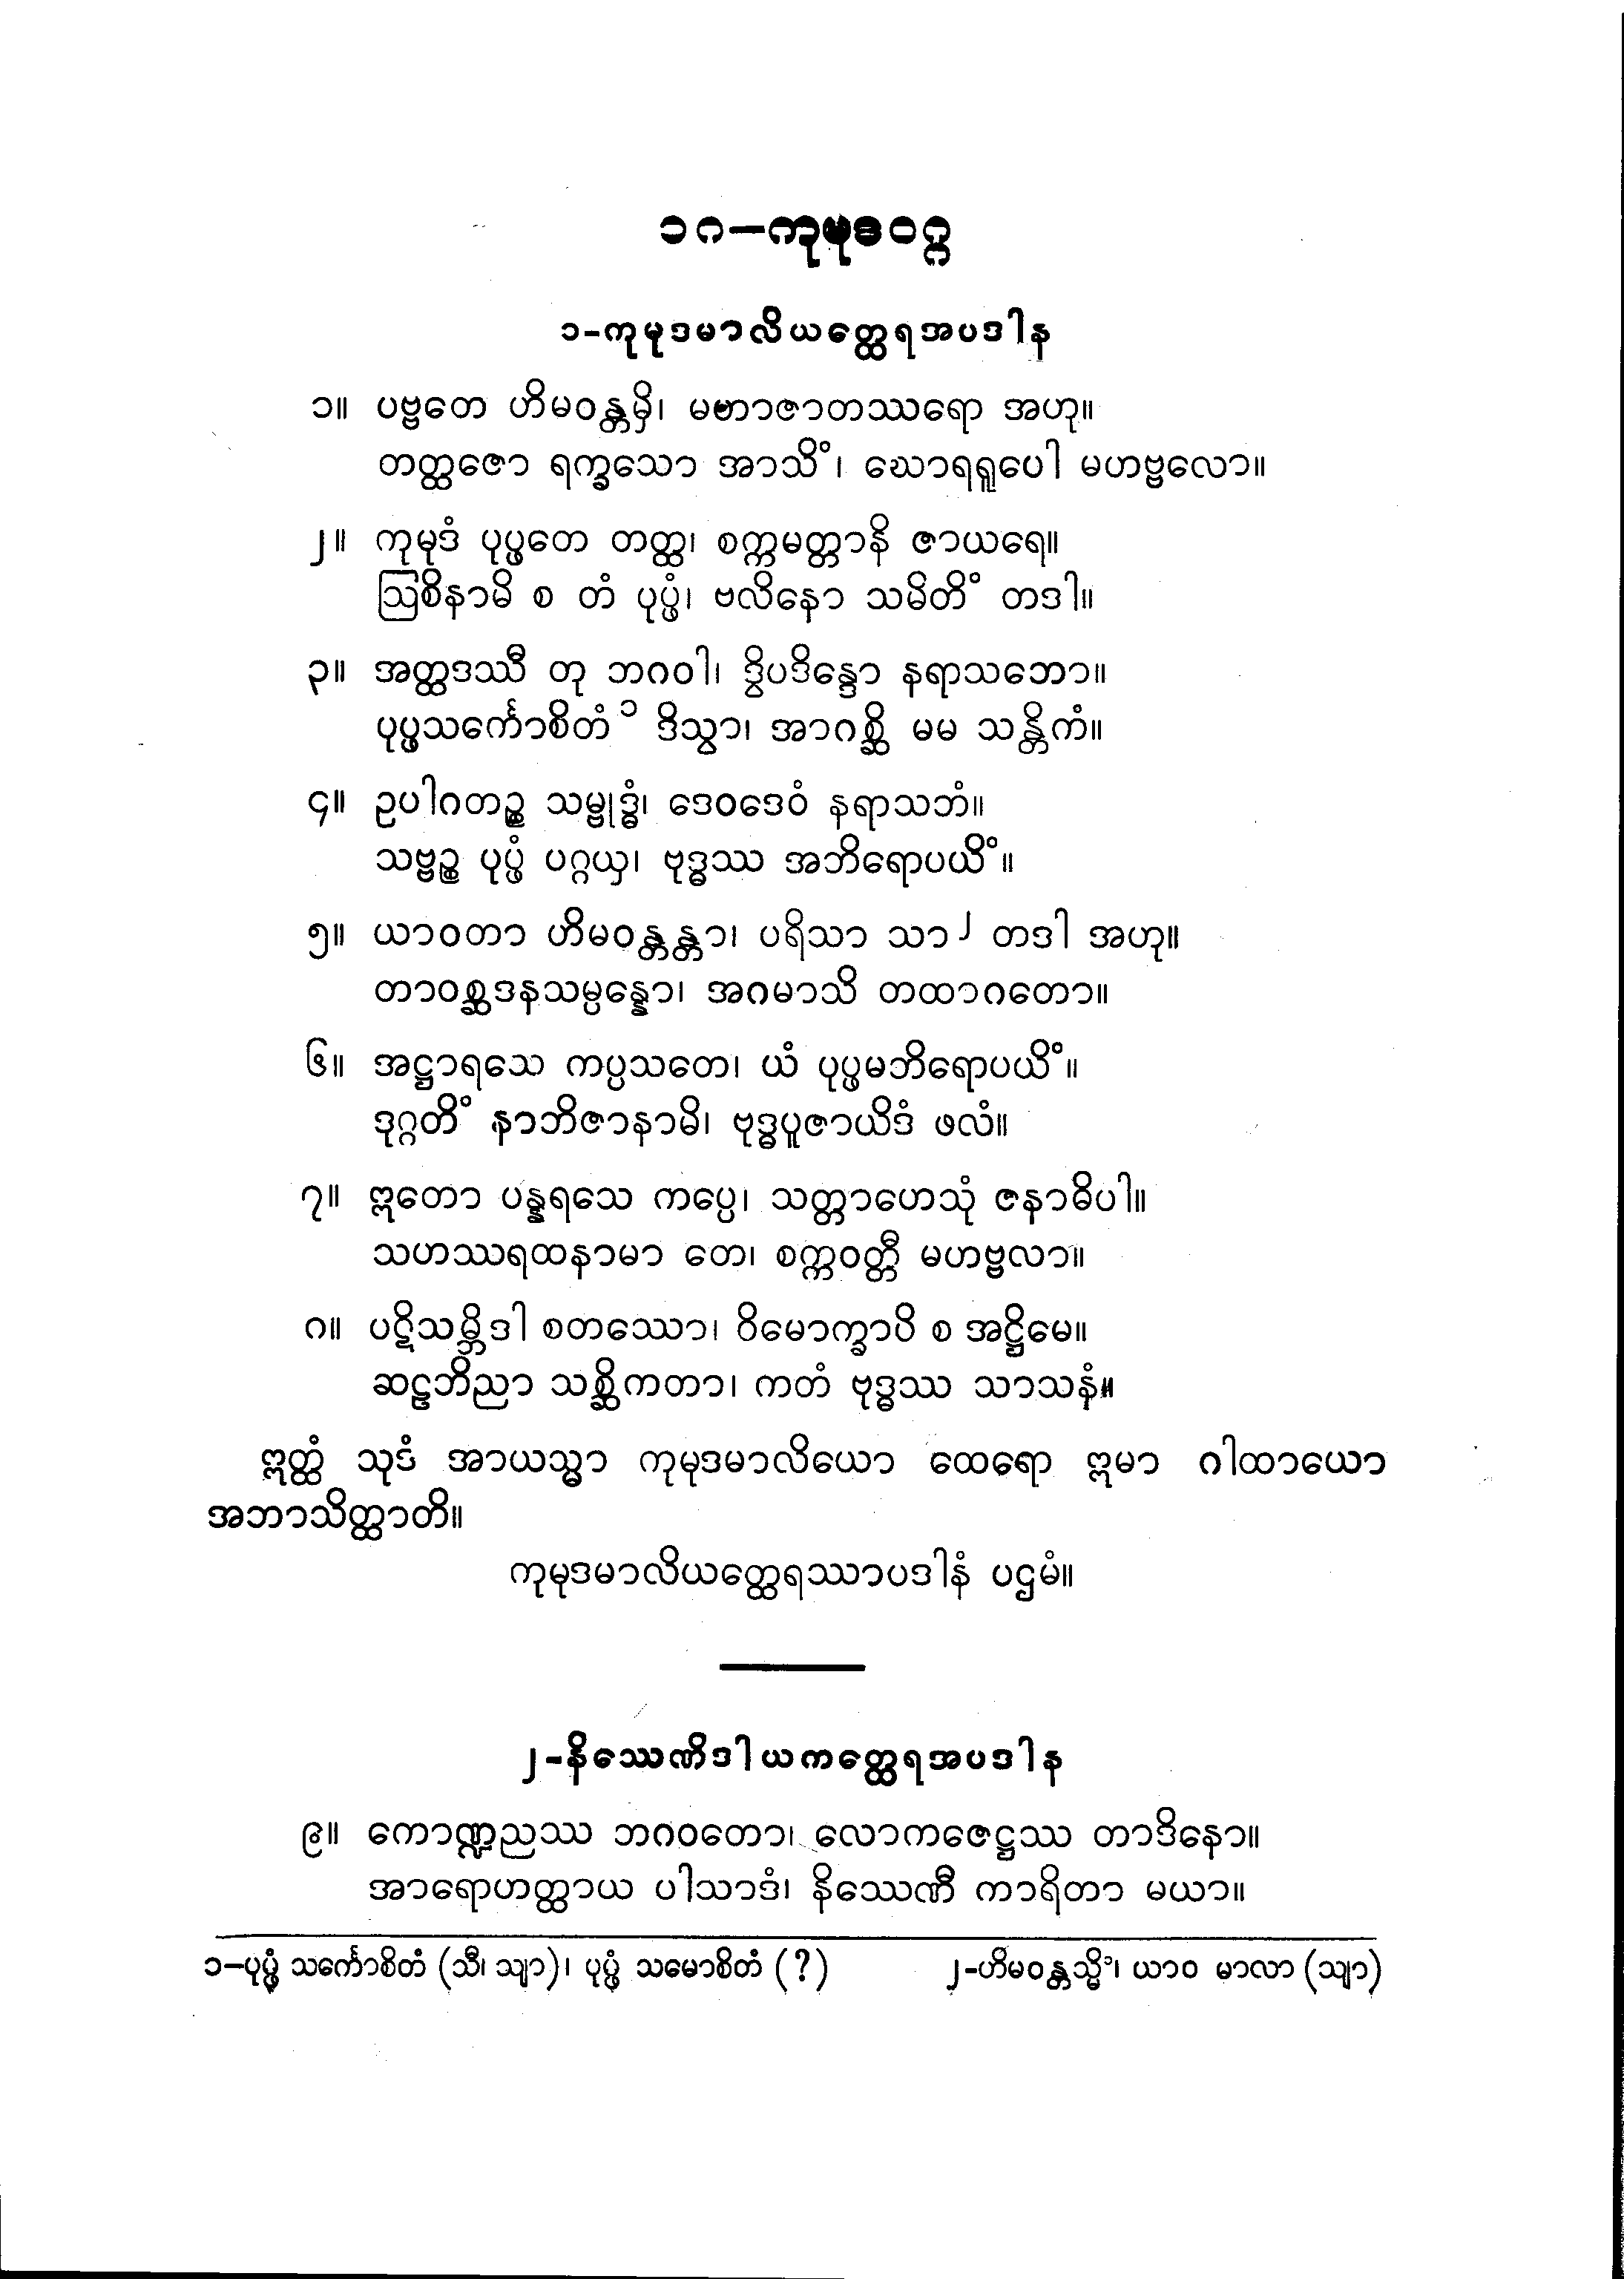 ၁၈-ကုမုဒဝဂ္ဂ
၁-ကုမုဒမာလိယတ္ထေရအပဒါန
၁။ ပဗ္ဗတေ ဟိမဝန္တမှိ၊ မဟာဇာတဿရော အဟု။
တတ္ထဇော ရက္ခသော အာသိံ၊ ဃောရရူပေါ မဟဗ္ဗလော။
၂။ ကုမုဒံ ပုပ္ဖတေ တတ္ထ၊ စက္ကမတ္တာနိ ဇာယရေ။
ဩစိနာမိ စ တံ ပုပ္ဖံ၊ ဗလိနော သမိတိံ တဒါ။
၃။ အတ္ထဒဿီ တု ဘဂဝါ၊ ဒွိပဒိန္ဒော နရာသဘော။
ပုပ္ဖသင်္ကောစိတံ ၁ ဒိသွာ၊ အာဂစ္ဆိ မမ သန္တိကံ။
၄။ ဥပါဂတဉ္စ သမ္ဗုဒ္ဓံ၊ ဒေဝဒေဝံ နရာသဘံ။
သဗ္ဗဉ္စ ပုပ္ဖံ ပဂ္ဂယှ၊ ဗုဒ္ဓဿ အဘိရောပယိံ။
၅။ ယာဝတာ ဟိမဝန္တန္တာ၊ ပရိသာ သာ ၂ တဒါ အဟု။
တာဝစ္ဆဒနသမ္ပန္နော၊ အဂမာသိ တထာဂတော။
၆။ အဋ္ဌာရသေ ကပ္ပသတေ၊ ယံ ပုပ္ဖမဘိရောပယိံ။
ဒုဂ္ဂတိံ နာဘိဇာနာမိ၊ ဗုဒ္ဓပူဇာယိဒံ ဖလံ။
၇။ ဣတော ပန္နရသေ ကပ္ပေ၊ သတ္တာဟေသုံ ဇနာဓိပါ။
သဟဿရထနာမာ တေ၊ စက္ကဝတ္တီ မဟဗ္ဗလာ။
၈။ ပဋိသမ္ဘိဒါ စတဿော၊ ဝိမောက္ခာပိ စ အဋ္ဌိမေ။
ဆဠဘိညာ သစ္ဆိကတာ၊ ကတံ ဗုဒ္ဓဿ သာသနံ။
ဣတ္ထံ သုဒံ အာယသ္မာ ကုမုဒမာလိယော ထေရော ဣမာ ဂါထာယော
အဘာသိတ္ထာတိ။
ကုမုဒမာလိယတ္ထေရဿာပဒါနံ ပဌမံ။
၂-နိဿေဏိဒါယကတ္ထေရအပဒါန
၉။ ကောဏ္ဍညဿ ဘဂဝတော၊ လောကဇေဋ္ဌဿ တာဒိနော။
အာရောဟတ္ထာယ ပါသာဒံ၊ နိဿေဏီ ကာရိတာ မယာ။
၁-ပုပ္ဖံ သင်္ကောစိတံ (သီ၊ သျာ)၊ ပုပ္ဖံ သမောစိတံ (?) ၂-ဟိမဝန္တသ္မိံ၊ ယာဝ မာလာ (သျာ)